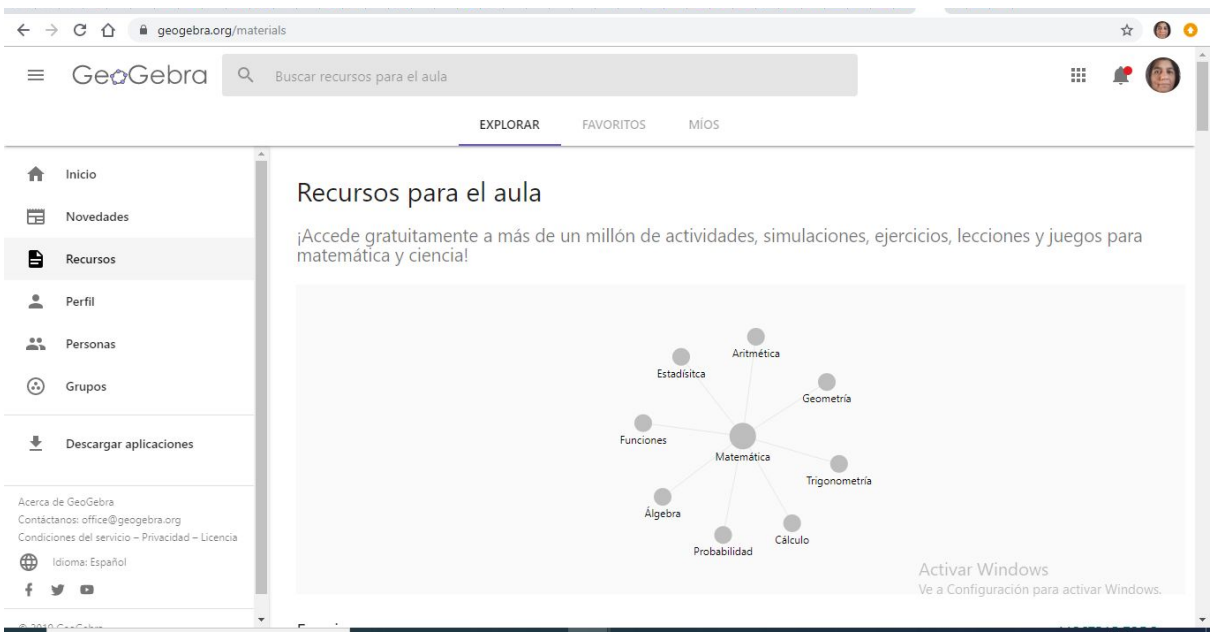 geogebra.org/materials
GeoGebra
Buscar recursos para el aula
EXPLORAR FAVORITOS MÍOS
Inicio
Novedades
Recursos
Perfil
Personas
Grupos
Descargar aplicaciones
Acerca de GeoGebra
Contáctanos: office@geogebra.org
Condiciones del servicio – Privacidad – Licencia
Idioma: Español
Recursos para el aula
¡Accede gratuitamente a más de un millón de actividades, simulaciones, ejercicios, lecciones y juegos para
matemática y ciencia!
Aritmética
Estadísitca
Geometría
Funciones
Matemática
Trigonometría
Álgebra
Cálculo
Probabilidad
Activar Windows
Ve a Configuración para activar Windows.